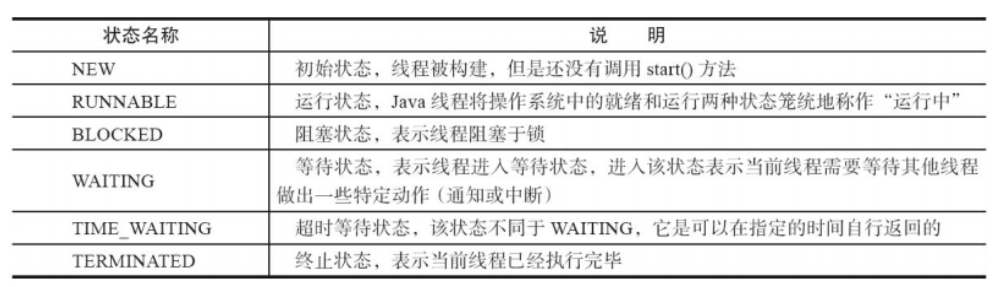 状态名称 说 明
NEW 初始状态，线程被构建，但是还没有调用 start() 方法
RUNNABLE 运行状态，Java 线程将操作系统中的就绪和运行两种状态笼统地称作“运行中”
BLOCKED 阻塞状态，表示线程阻塞于锁
WAITING 等待状态，表示线程进入等待状态，进入该状态表示当前线程需要等待其他线程
做出一些特定动作（通知或中断）
TIME_WAITING 超时等待状态，该状态不同于 WAITING，它是可以在指定的时间自行返回的
TERMINATED 终止状态，表示当前线程已经执行完毕